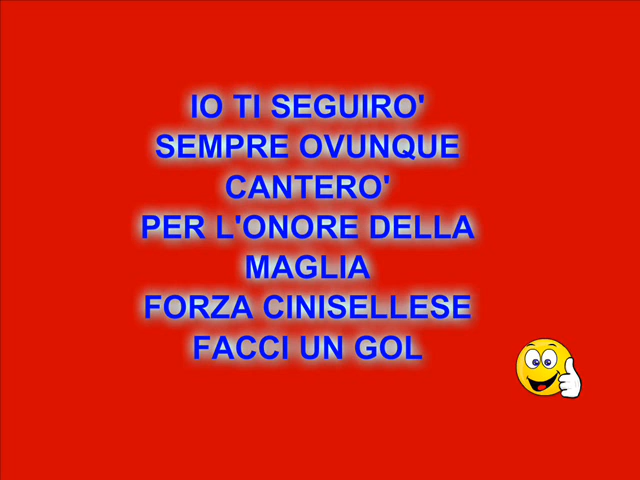 IO TI SEGUIRO'
SEMPRE OVUNQUE
CANTERO'
PER L'ONORE DELLA
MAGLIA
FORZA CINISELLESE
FACCI UN GOL